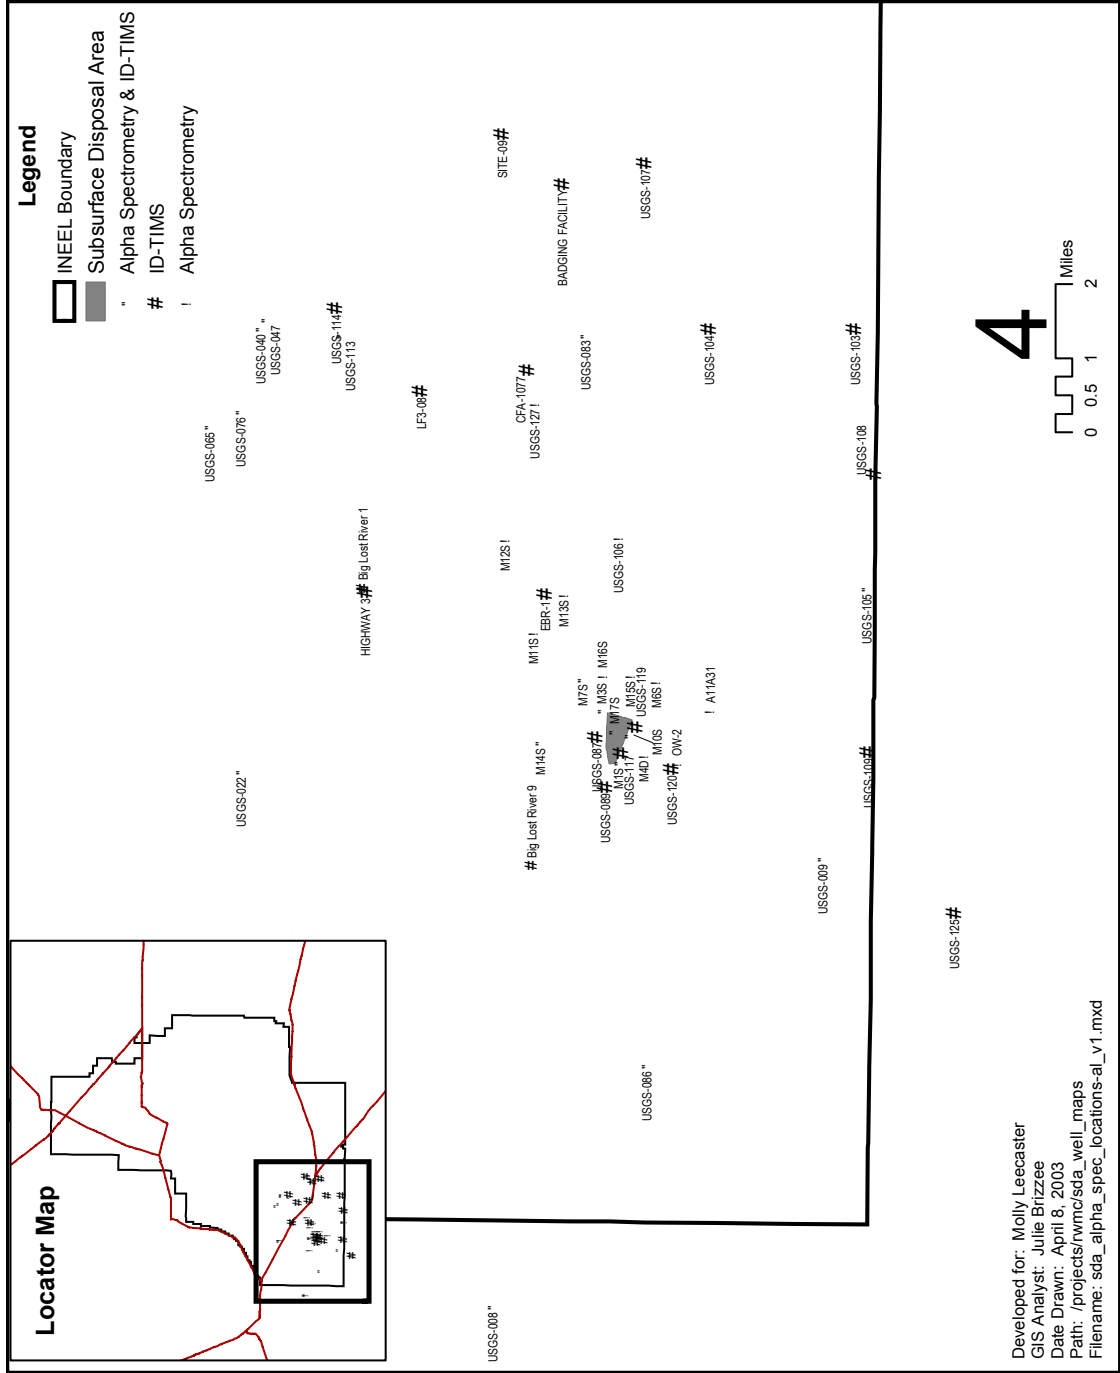 Legend
INEEL Boundary
Subsurface Disposal Area
" Alpha Spectrometry & ID-TIMS
# ID-TIMS
! Alpha Spectrometry
Locator Map
USGS-065"
USGS-076"
USGS-040"
USGS-047
"
USGS-114#
USGS-113
LF3-08#
CFA-1077#
USGS-127 !
USGS-083"
SITE-09#
BADGING FACILITY#
USGS-107#
USGS-104#
USGS-103#
USGS-108
#
USGS-022"
HIGHWAY 3# # Big Lost River 1
M12S !
USGS-106 !
EBR-1#
M13S !
M11S !
M7S"
M3S ! M16S
M17S
M15S !
USGS-119
M6S !
! A11A31
M14S"
# Big Lost River 9
USGS-087#
USGS-089#
M1S"
USGS-117
M4D !
M10S
! OW-2
USGS-120#
USGS-105"
USGS-109#
USGS-009"
USGS-125#
USGS-086"
USGS-008"
4
0 0.5 1 2
Miles
Developed for: Molly Leecaster
GIS Analyst: Julie Brizzee
Date Drawn: April 8, 2003
Path: /projects/rwmc/sda_well_maps
Filename: sda_alpha_spec_locations-al_v1.mxd